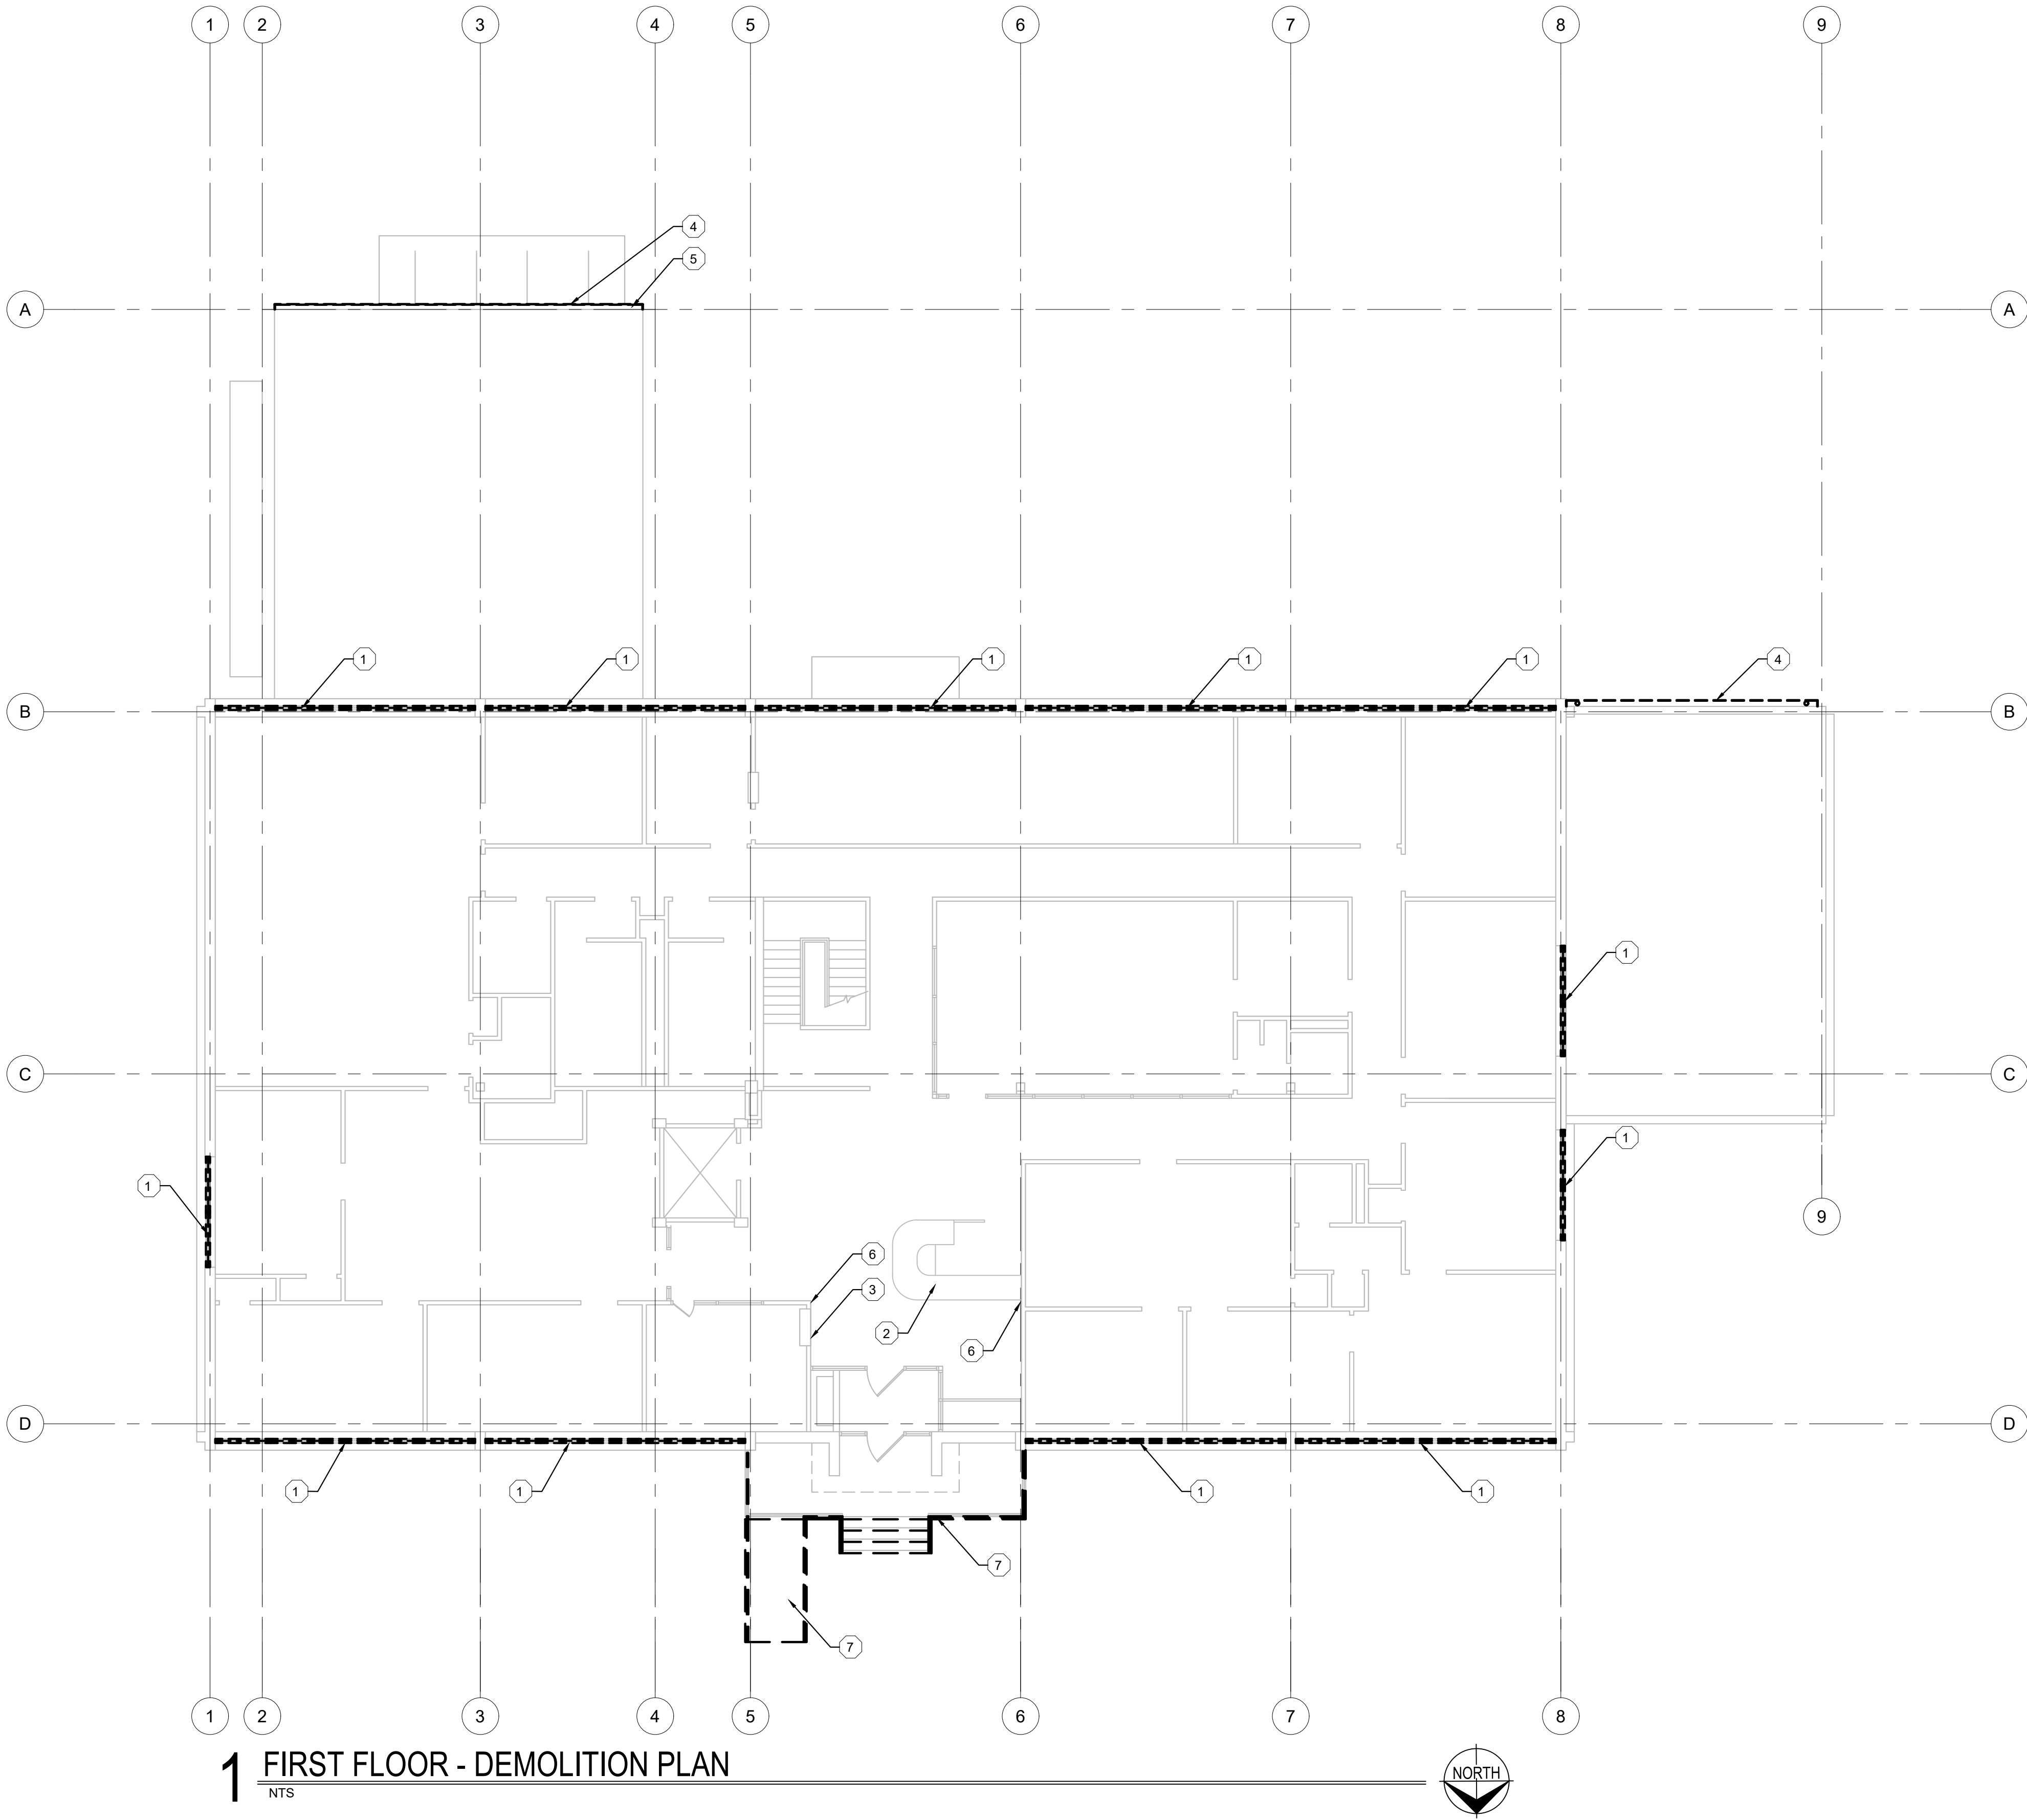 1 2 3 4 5 6 7 8 9
4
5
A A
1 1 1 1 1 4
B B
1
C C
1
1
9
6
3
2
6
D D
1 1 1 1
7
7
1 2 3 4 5 6 7 8
1 FIRST FLOOR - DEMOLITION PLAN
NTS
NORTH